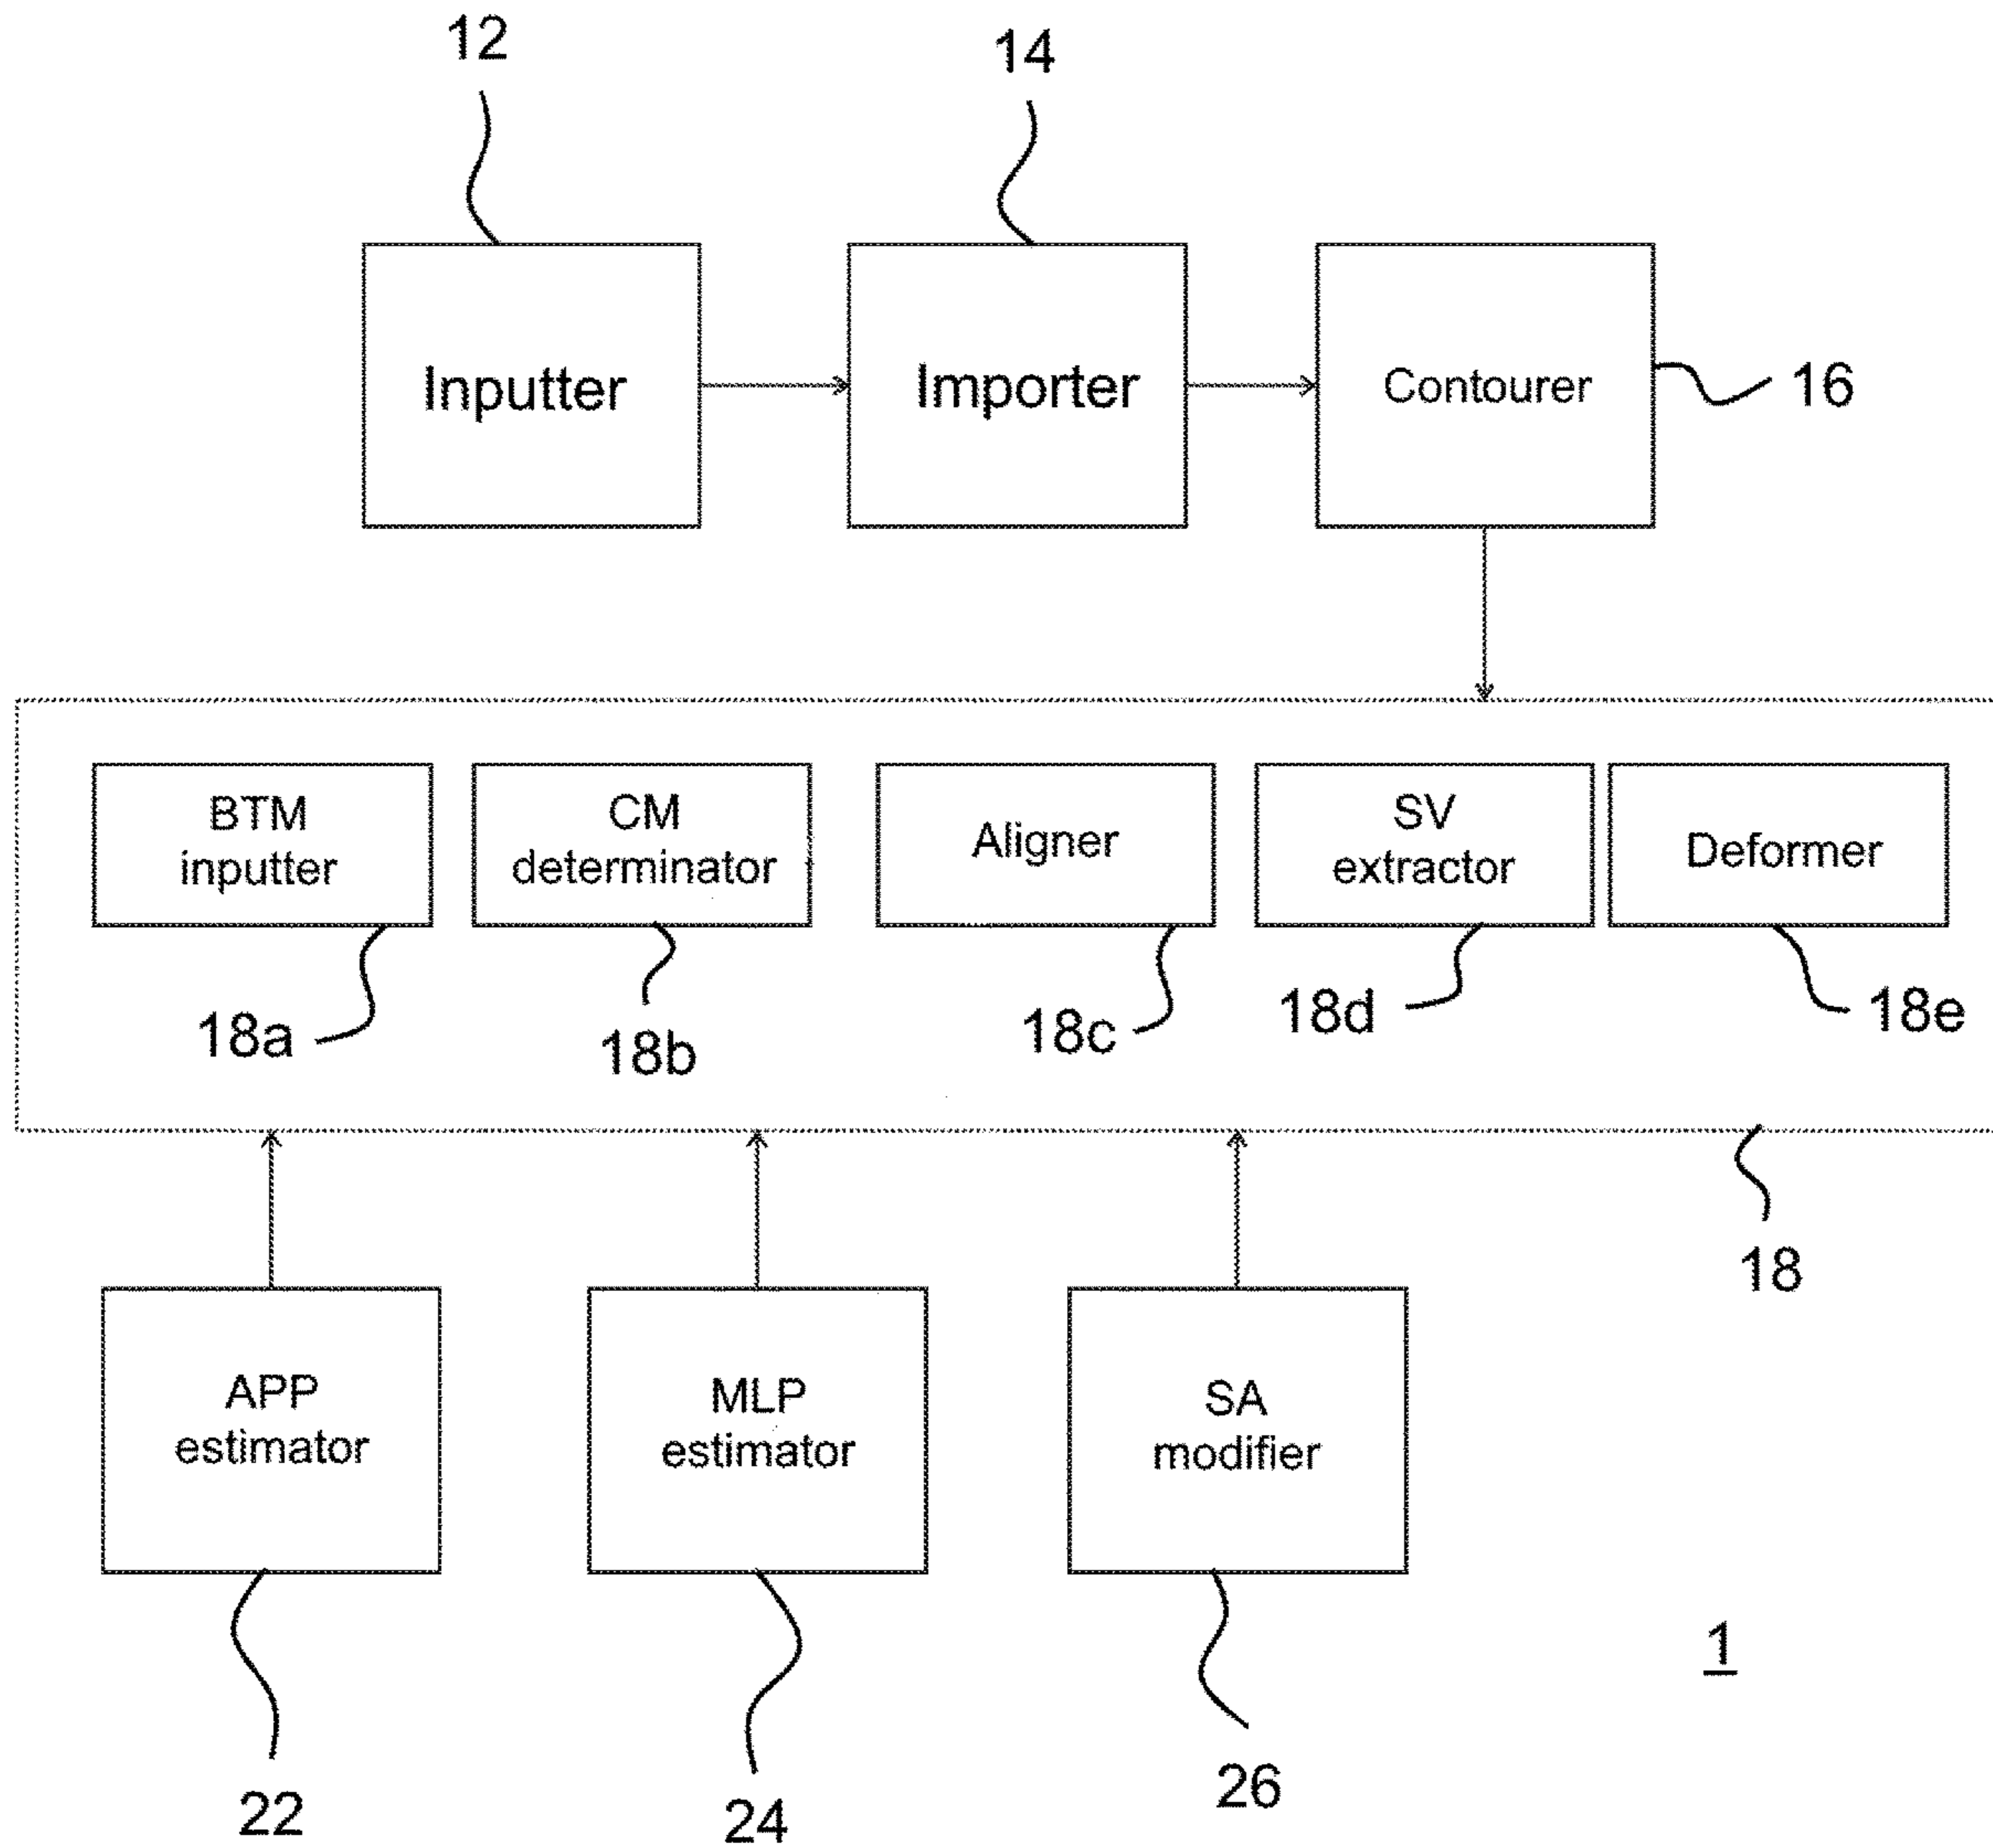 12
14
Inputter
Importer
Contourer
16
BTM
inputter
CM
determinator
Aligner
SV
extractor
Deformer
18a
18b
18c
18d
18e
18
APP
estimator
MLP
estimator
SA
modifier
1
22
24
26